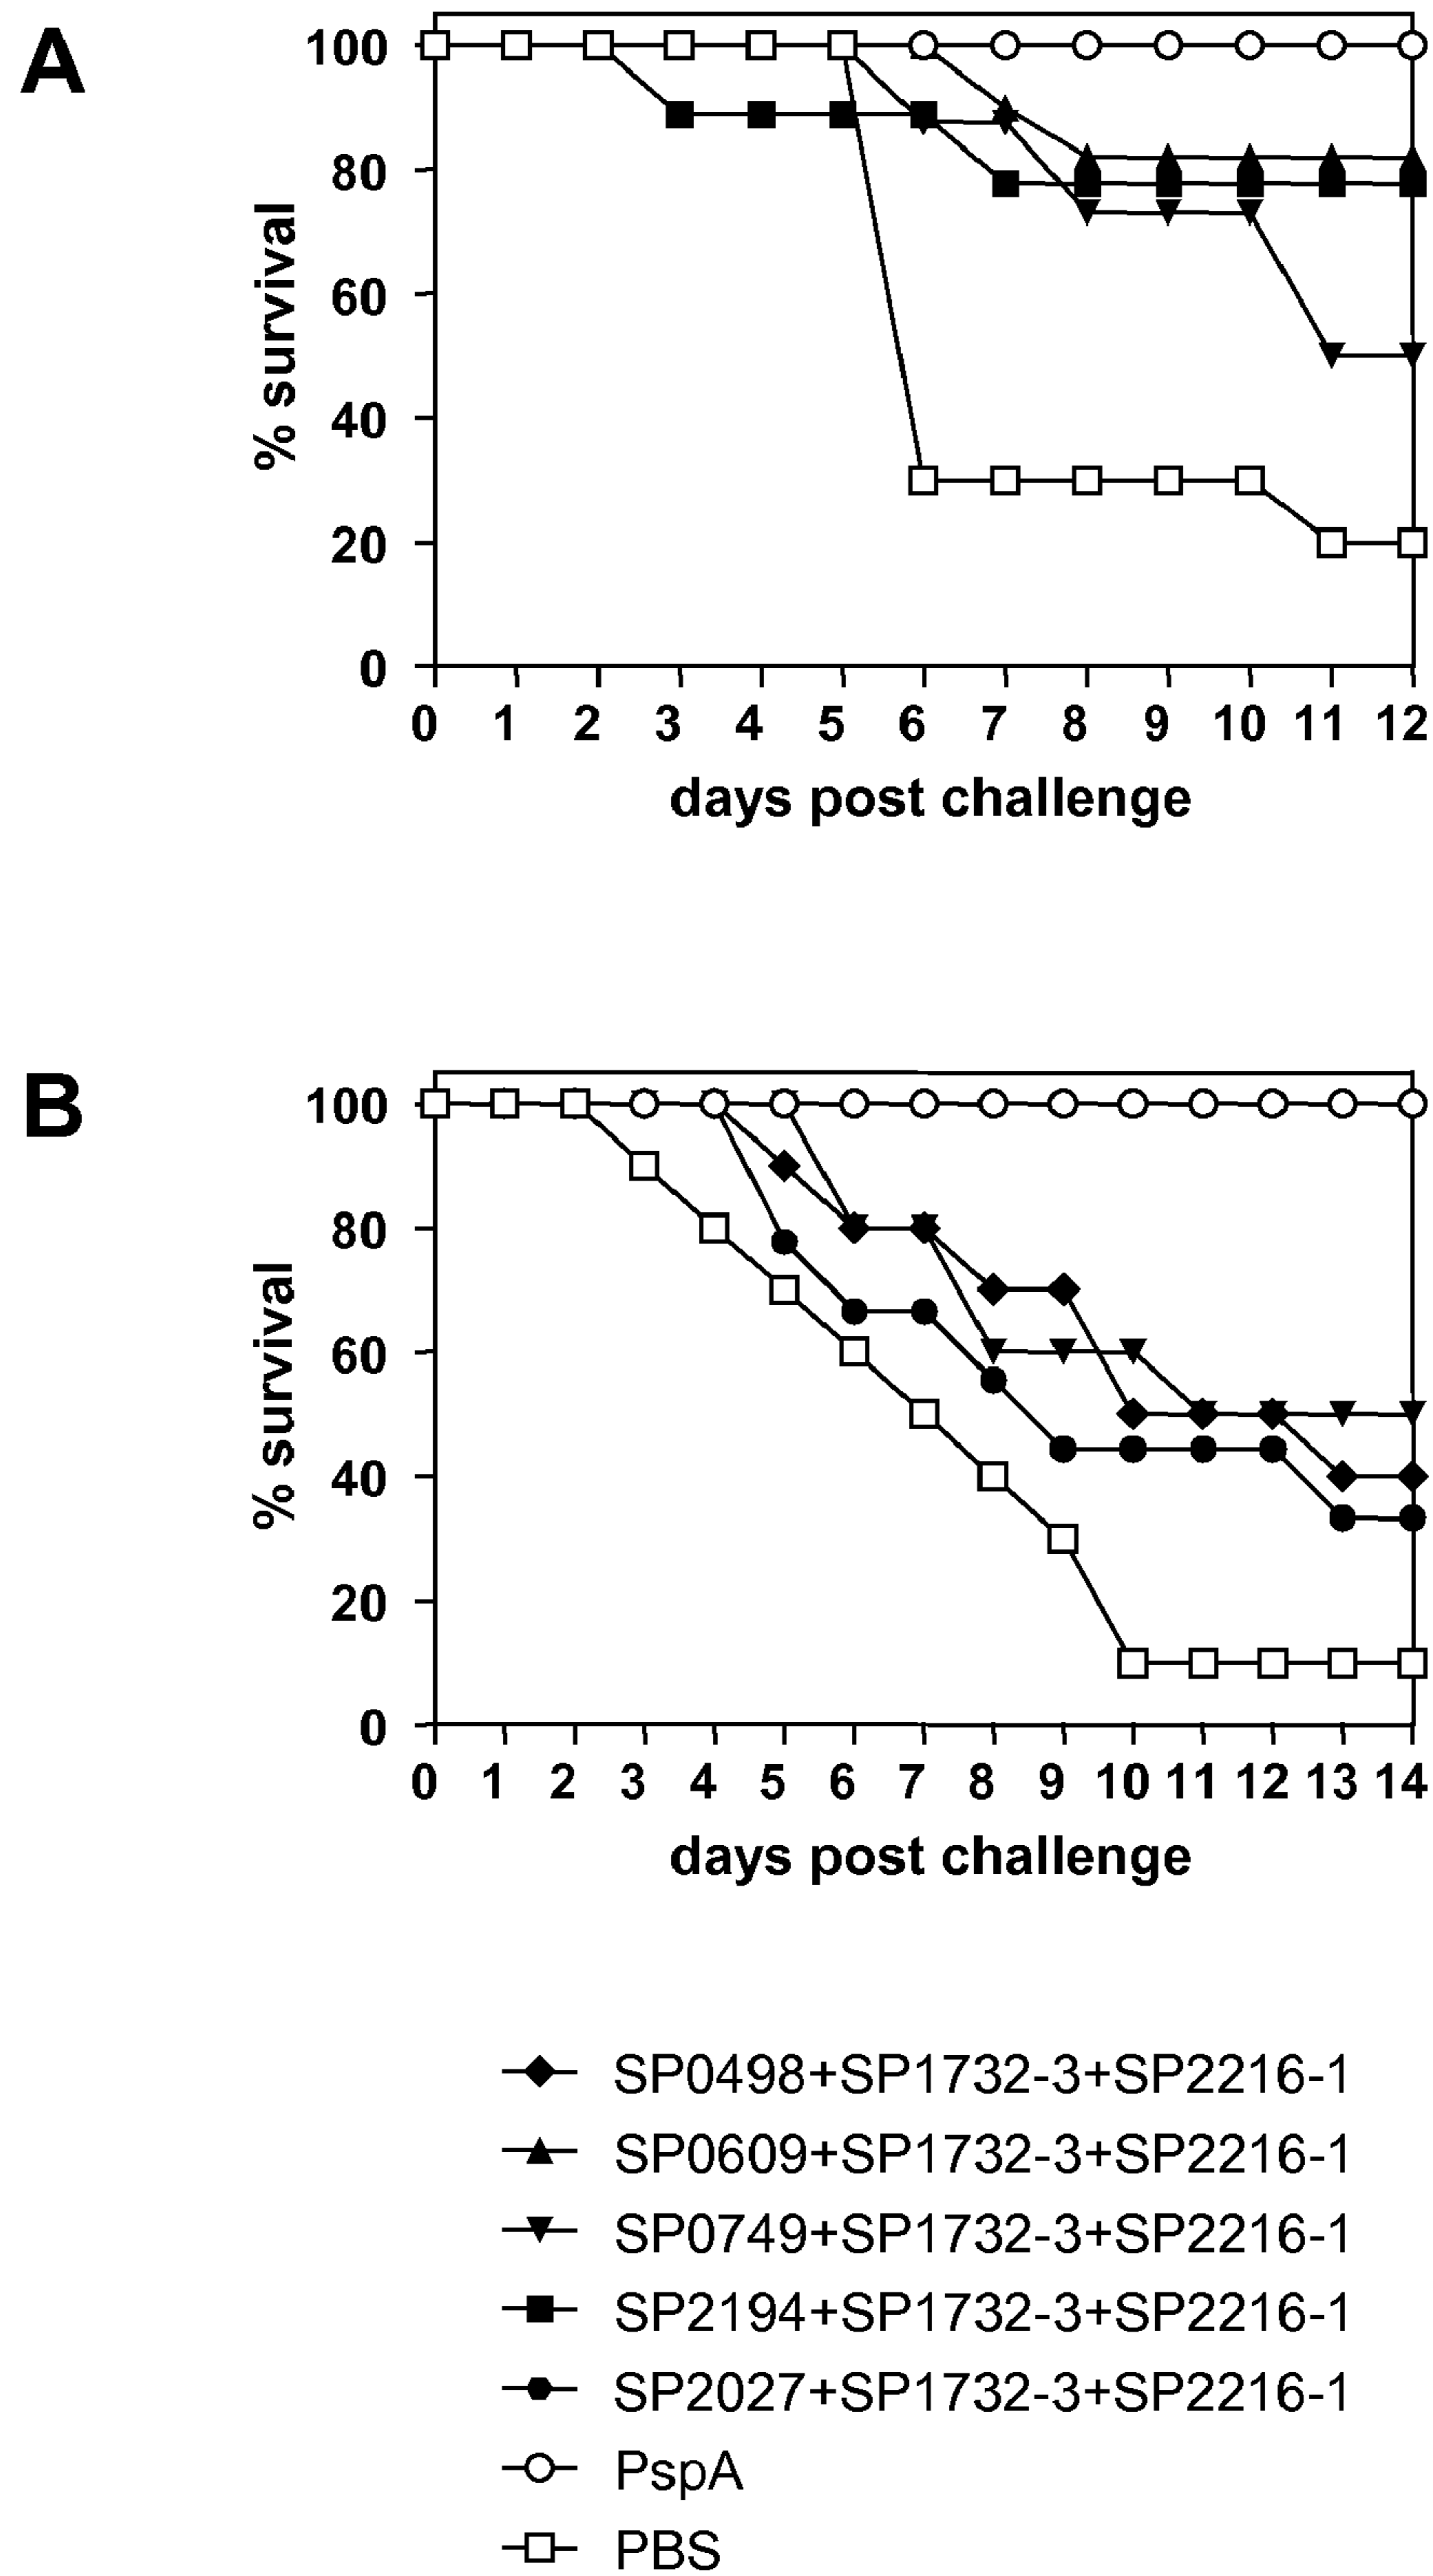 A
100
80
60
40
20
0
% survival
0 1 2 3 4 5 6 7 8 9 10 11 12
days post challenge
B
100
80
60
40
20
0
% survival
0 1 2 3 4 5 6 7 8 9 10 11 12 13 14
days post challenge
SP0498+SP1732-3+SP2216-1
SP0609+SP1732-3+SP2216-1
SP0749+SP1732-3+SP2216-1
SP2194+SP1732-3+SP2216-1
SP2027+SP1732-3+SP2216-1
PspA
PBS